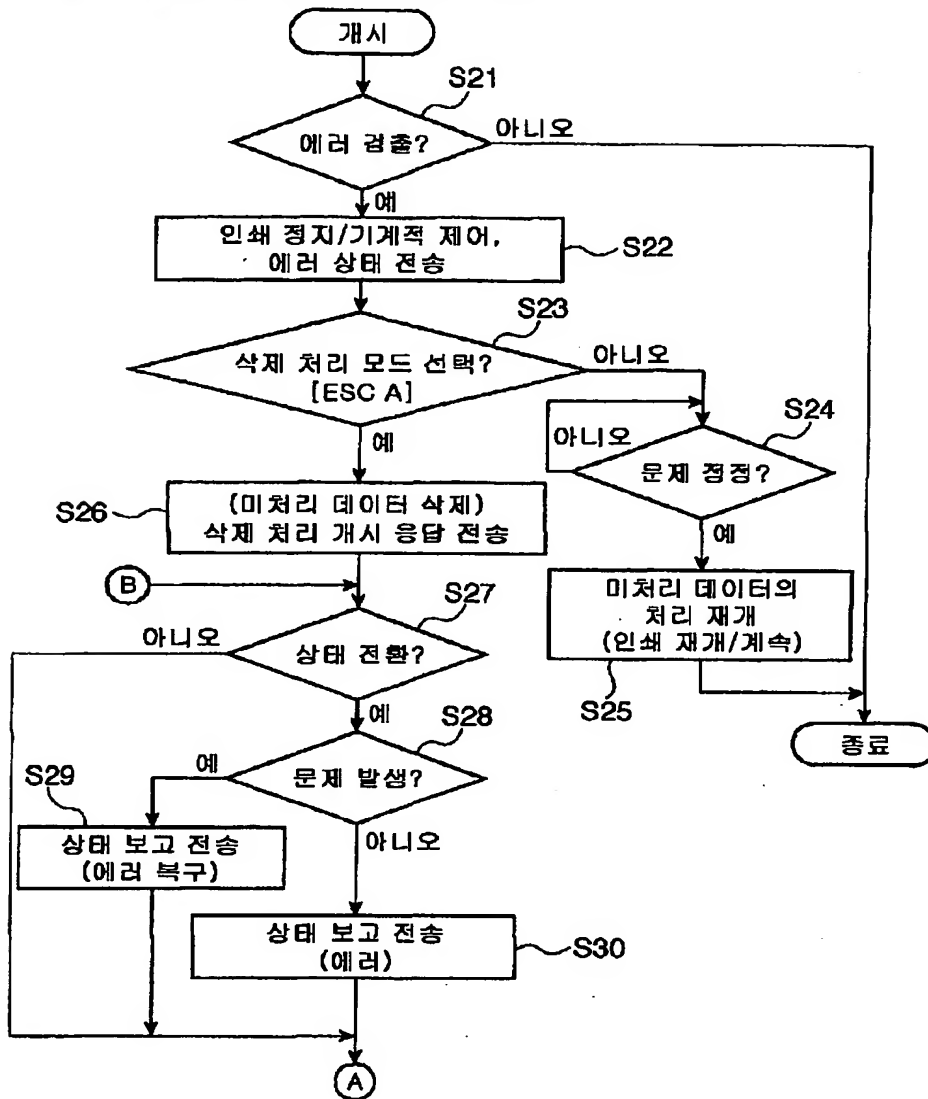 개시
S21
에러 검출?
아니오
예
인쇄 정지/기계적 제어,
에러 상태 전송
S22
S23
삭제 처리 모드 선택?
[ESC A]
아니오
예
S24
아니오
문제 정정?
예
S26
(미처리 데이터 삭제)
삭제 처리 개시 응답 전송
미처리 데이터의
처리 재개
(인쇄 재개/계속)
S25
종료
B
S27
아니오
상태 전환?
예
S28
문제 발생?
예
아니오
S29
상태 보고 전송
(에러 복구)
상태 보고 전송
(에러)
S30
A